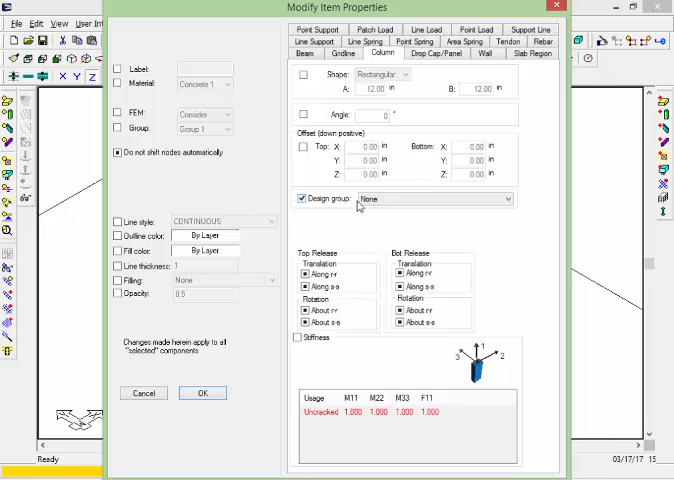 Modify Item Properties
File Edit View User Int
X Y Z
Label:
Material: Concrete 1
FEM: Consider
Group: Group 1
Do not shift nodes automatically
Line style: CONTINUOUS
Outline color: By Layer
Fill color: By Layer
Line thickness: 1
Filling: None
Opacity: 0.5
Changes made herein apply to all
"selected" components
Cancel OK
Point Support Patch Load Line Load Point Load Support Line
Line Support Line Spring Point Spring Area Spring Tendon Rebar
Beam Gridline Column Drop Cap/Panel Wall Slab Region
Shape: Rectangular
A: 12.00 in B: 12.00 in
Angle: 0 °
Offset (down positive)
Top: X: 0.00 in Bottom: X: 0.00 in
Y: 0.00 in Y: 0.00 in
Z: 0.00 in Z: 0.00 in
Design group: None
Top Release Bot Release
Translation Translation
Along r-r Along r-r
Along s-s Along s-s
Rotation Rotation
About r-r About r-r
About s-s About s-s
Stiffness
1
3 2
Usage M11 M22 M33 F11
Uncracked 1.000 1.000 1.000 1.000
Ready 03/17/17 15